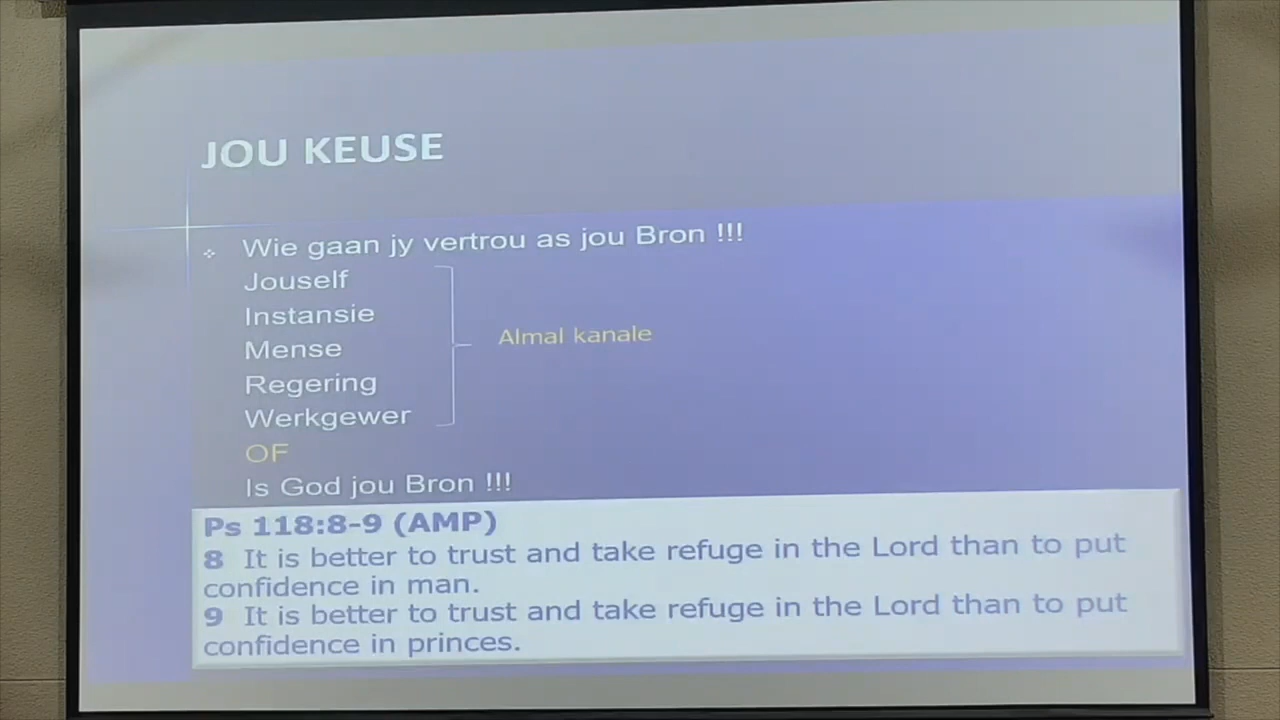 JOU KEUSE
Wie gaan jy vertrou as jou Bron !!!
Jouself
Instansie
Mense
Regering
Werkgewer
Almal kanale
OF
Is God jou Bron !!!
Ps 118:8-9 (AMP)
8 It is better to trust and take refuge in the Lord than to put
confidence in man.
9 It is better to trust and take refuge in the Lord than to put
confidence in princes.